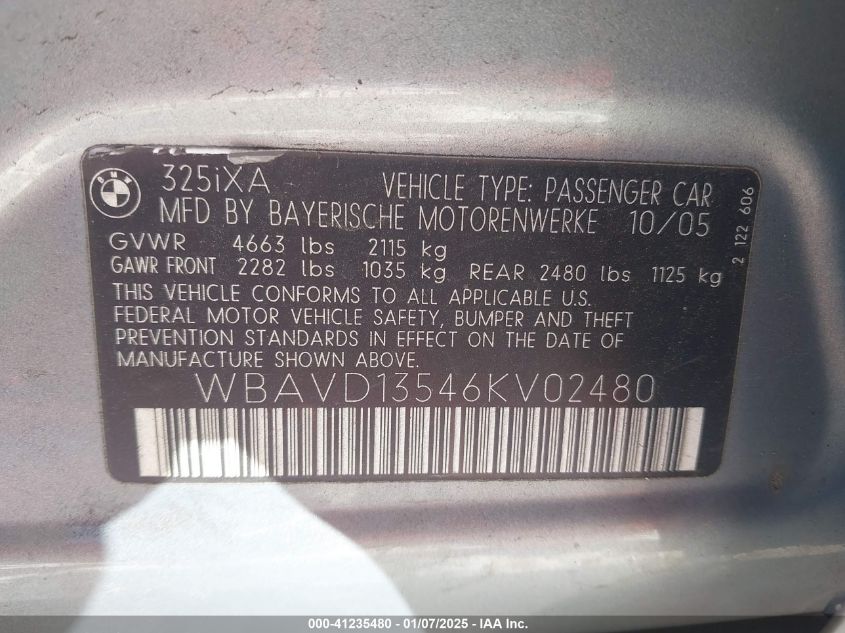 BMW
325iXA VEHICLE TYPE: PASSENGER CAR
MFD BY BAYERISCHE MOTORENWERKE 10/05
GVWR 4663 lbs 2115 kg
GAWR FRONT 2282 lbs 1035 kg REAR 2480 lbs 1125 kg
THIS VEHICLE CONFORMS TO ALL APPLICABLE U.S.
FEDERAL MOTOR VEHICLE SAFETY, BUMPER AND THEFT
PREVENTION STANDARDS IN EFFECT ON THE DATE OF
MANUFACTURE SHOWN ABOVE.
WBAVD13546KV02480
2 122 606
000-41235480 - 01/07/2025 - IAA Inc.